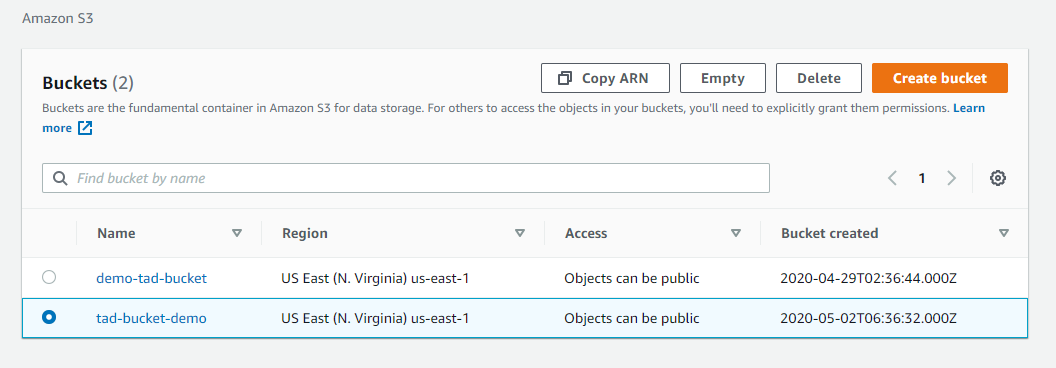 Amazon S3
Buckets (2)
Copy ARN
Empty
Delete
Create bucket
Buckets are the fundamental container in Amazon S3 for data storage. For others to access the objects in your buckets, you'll need to explicitly grant them permissions. Learn
more
Find bucket by name
1
Name Region Access Bucket created
demo-tad-bucket US East (N. Virginia) us-east-1 Objects can be public 2020-04-29T02:36:44.000Z
tad-bucket-demo US East (N. Virginia) us-east-1 Objects can be public 2020-05-02T06:36:32.000Z